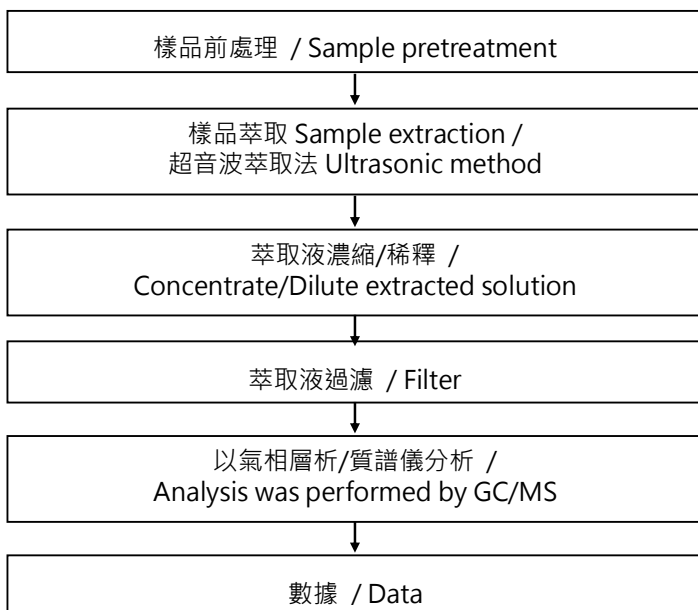 樣品前處理 / Sample pretreatment
樣品萃取 Sample extraction /
超音波萃取法 Ultrasonic method
萃取液濃縮/稀釋 /
Concentrate/Dilute extracted solution
萃取液過濾 / Filter
以氣相層析/質譜儀分析 /
Analysis was performed by GC/MS
數據 / Data